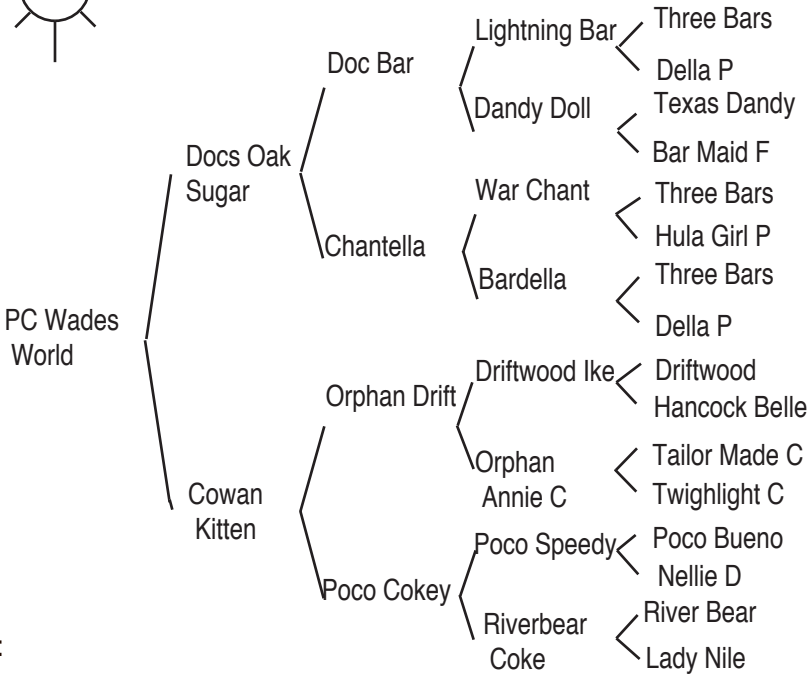 Lightning Bar
Three Bars
Della P
Doc Bar
Dandy Doll
Texas Dandy
Bar Maid F
Docs Oak
Sugar
War Chant
Three Bars
Hula Girl P
Chantella
Bardella
Three Bars
Della P
PC Wades
World
Driftwood Ike
Driftwood
Hancock Belle
Orphan Drift
Orphan
Annie C
Tailor Made C
Twighlight C
Cowan
Kitten
Poco Speedy
Poco Bueno
Nellie D
Poco Cokey
Riverbear
Coke
River Bear
Lady Nile
: